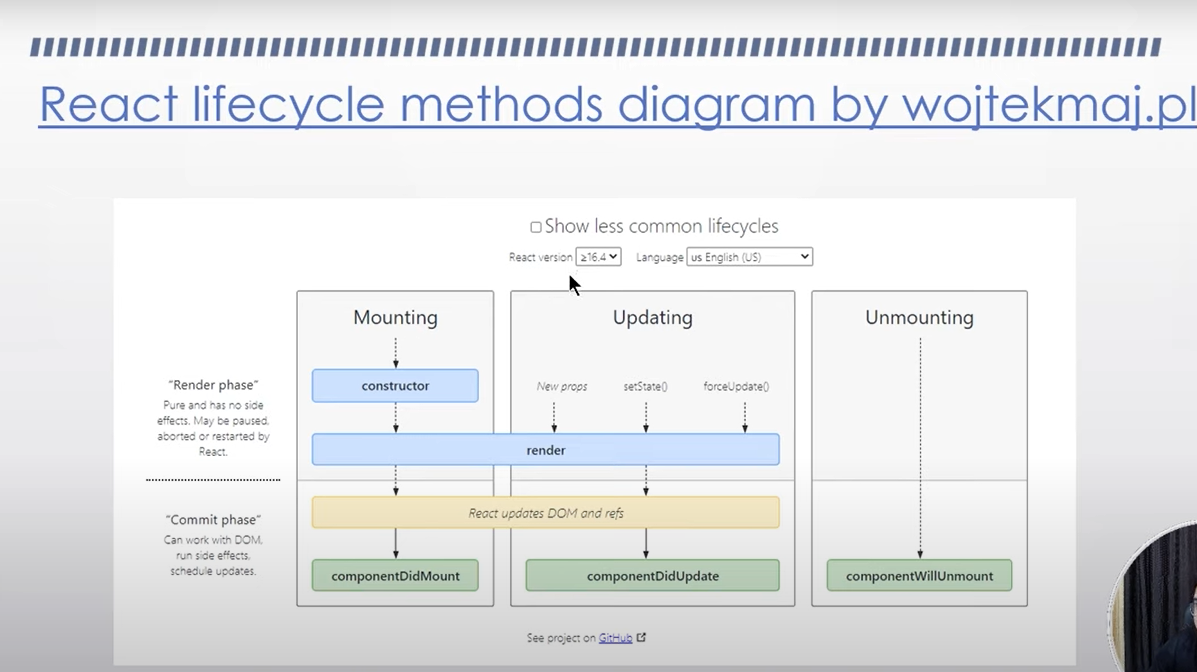 React lifecycle methods diagram by wojtekmaj.pl
Show less common lifecycles
React version ≥16.4 Language us English (US)
Mounting
Updating
Unmounting
"Render phase"
Pure and has no side
effects. May be paused,
aborted or restarted by
React.
constructor
New props
setState()
forceUpdate()
render
"Commit phase"
Can work with DOM,
run side effects,
schedule updates.
React updates DOM and refs
componentDidMount
componentDidUpdate
componentWillUnmount
See project on GitHub